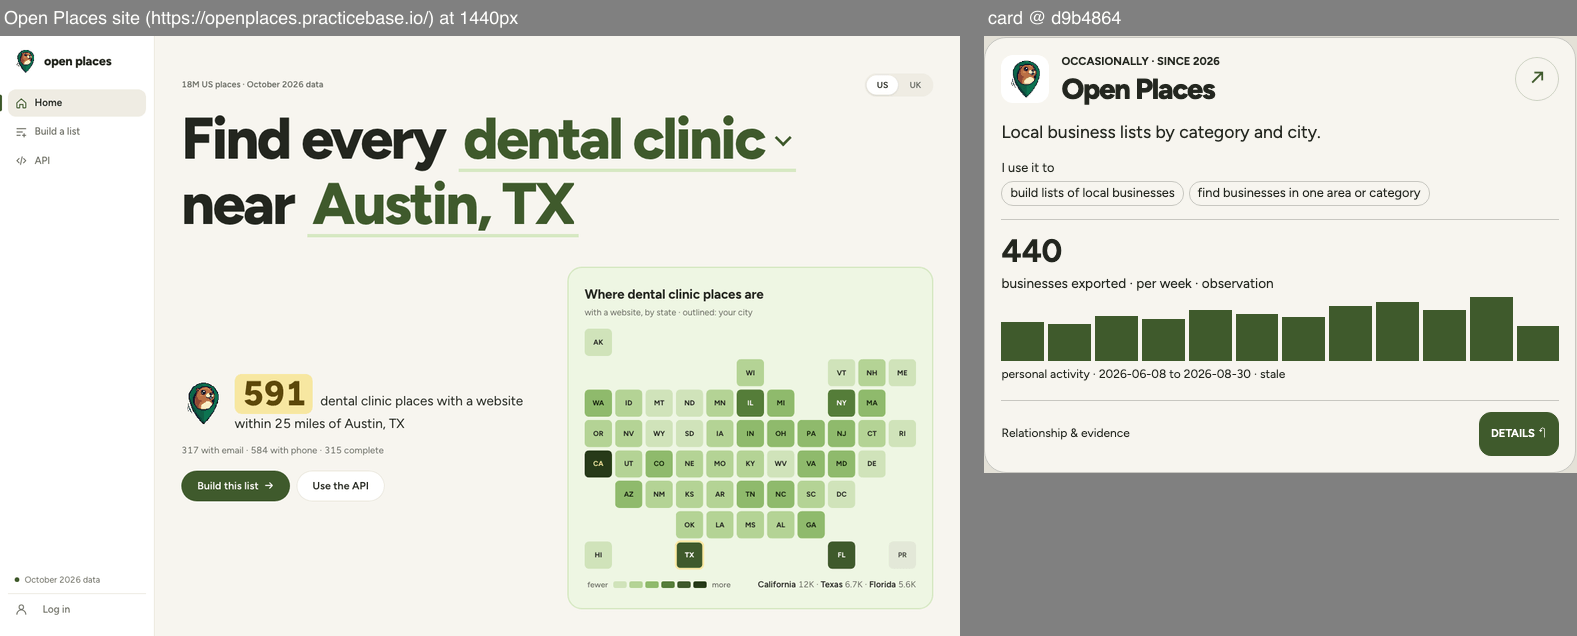 Open Places site (https://openplaces.practicebase.io/) at 1440px
open places
Home
Build a list
API
18M US places · October 2026 data
US UK
Find every dental clinic
near Austin, TX
591 dental clinic places with a website
within 25 miles of Austin, TX
317 with email · 584 with phone · 315 complete
Build this list →
Use the API
Where dental clinic places are
with a website, by state · outlined: your city
AK
WI VT NH ME
WA ID MT ND MN IL MI NY MA
OR NV WY SD IA IN OH PA NJ CT RI
CA UT CO NE MO KY WV VA MD DE
AZ NM KS AR TN NC SC DC
OK LA MS AL GA
HI TX FL PR
fewer more California 12K · Texas 6.7K · Florida 5.6K
October 2026 data
Log in
card @ d9b4864
OCCASIONALLY · SINCE 2026
Open Places
Local business lists by category and city.
I use it to
build lists of local businesses
find businesses in one area or category
440
businesses exported · per week · observation
personal activity · 2026-06-08 to 2026-08-30 · stale
Relationship & evidence
DETAILS